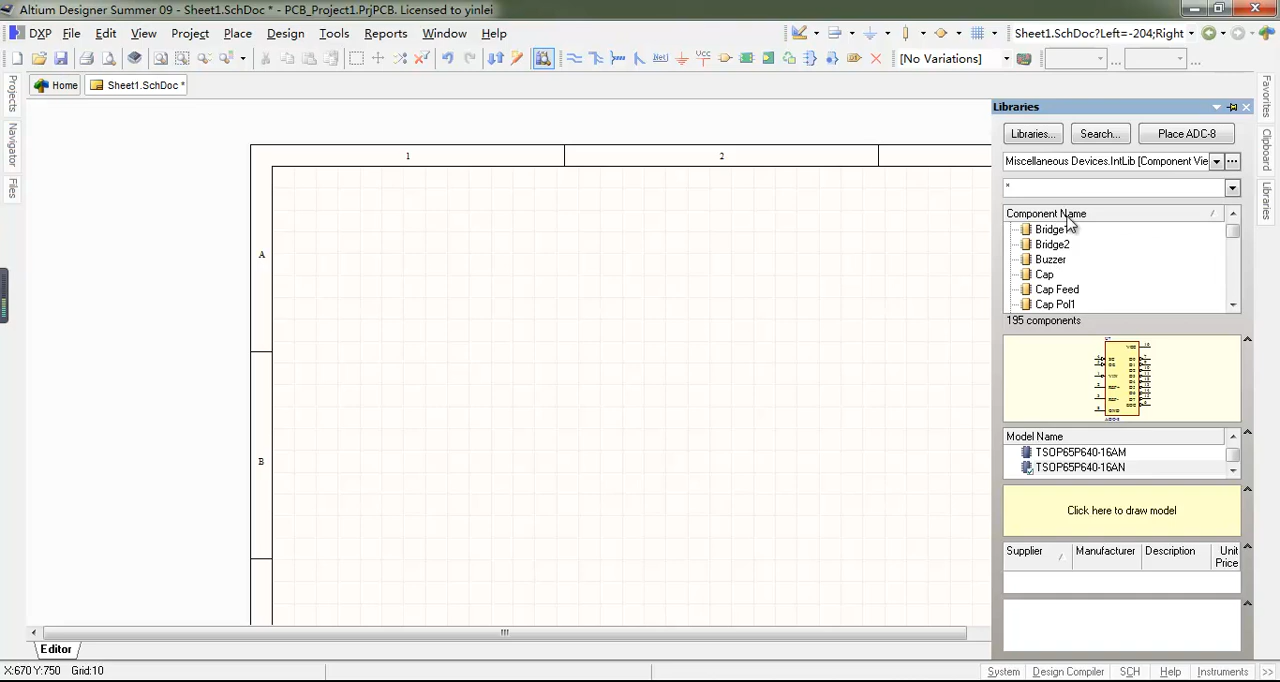 Altium Designer Summer 09 - Sheet1.SchDoc * - PCB_Project1.PrjPCB. Licensed to yinlei
DXP File Edit View Project Place Design Tools Reports Window Help Sheet1.SchDoc?Left=-204;Right
[No Variations] ... ...
Home Sheet1.SchDoc *
Projects
Navigator
Files
1 2
A
B
Libraries
Libraries... Search... Place ADC-8
Miscellaneous Devices.IntLib [Component Vie
*
Component Name
Bridge
Bridge2
Buzzer
Cap
Cap Feed
Cap Pol1
195 components
Model Name
TSOP65P640-16AM
TSOP65P640-16AN
Click here to draw model
Supplier Manufacturer Description Unit Price
Favorites
Clipboard
Libraries
Editor
X:670 Y:750 Grid:10
System Design Compiler SCH Help Instruments >>